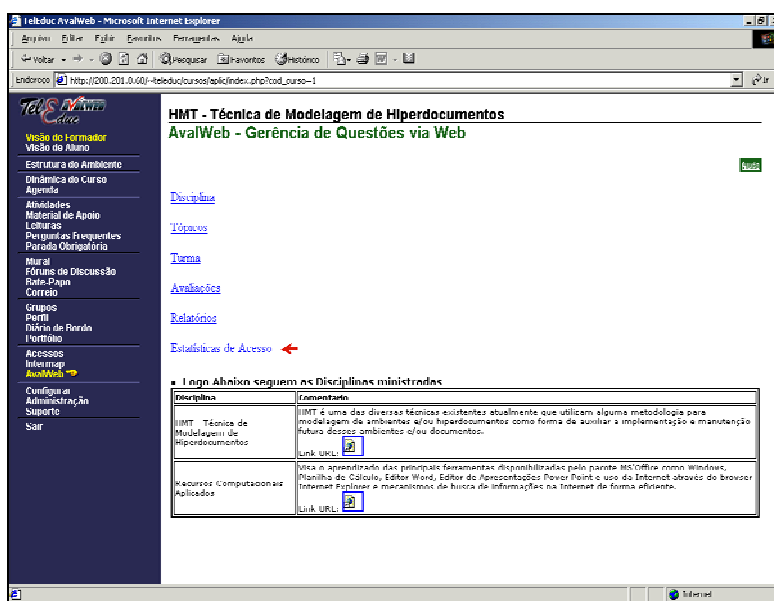 TelEduc AvalWeb - Microsoft Internet Explorer
Arquivo Editar Exibir Favoritos Ferramentas Ajuda
Voltar Pesquisar Favoritos Histórico
Endereço http://200.201.0.60/~teleduc/cursos/aplic/index.php?cod_curso=1 Ir
Tel Educ AvalWeb
Visão de Formador
Visão de Aluno
Estrutura do Ambiente
Dinâmica do Curso
Agenda
Atividades
Material de Apoio
Leituras
Perguntas Frequentes
Parada Obrigatória
Mural
Fóruns de Discussão
Bate-Papo
Correio
Grupos
Perfil
Diário de Bordo
Portfólio
Acessos
Intermap
AvalWeb
Configurar
Administração
Suporte
Sair
HMT - Técnica de Modelagem de Hiperdocumentos
AvalWeb - Gerência de Questões via Web
Ajuda
Disciplina
Tópicos
Turma
Avaliações
Relatórios
Estatísticas de Acesso
Logo Abaixo seguem as Disciplinas ministradas
Disciplina Comentário
HMT - Técnica de
Modelagem de
Hiperdocumentos
HMT é uma das diversas técnicas existentes atualmente que utilizam alguma metodologia para
modelagem de ambientes e/ou hiperdocumentos como forma de auxiliar a implementação e manutenção
futura desses ambientes e/ou documentos.
Link URL:
Recursos Computacionais
Aplicados
Visa o aprendizado das principais ferramentas disponibilizadas pelo pacote MS/Office como Windows,
Planilha de Cálculo, Editor Word, Editor de Apresentações Power Point e uso da Internet através do browser
Internet Explorer e mecanismos de busca de informações na Internet de forma eficiente.
Link URL:
Internet